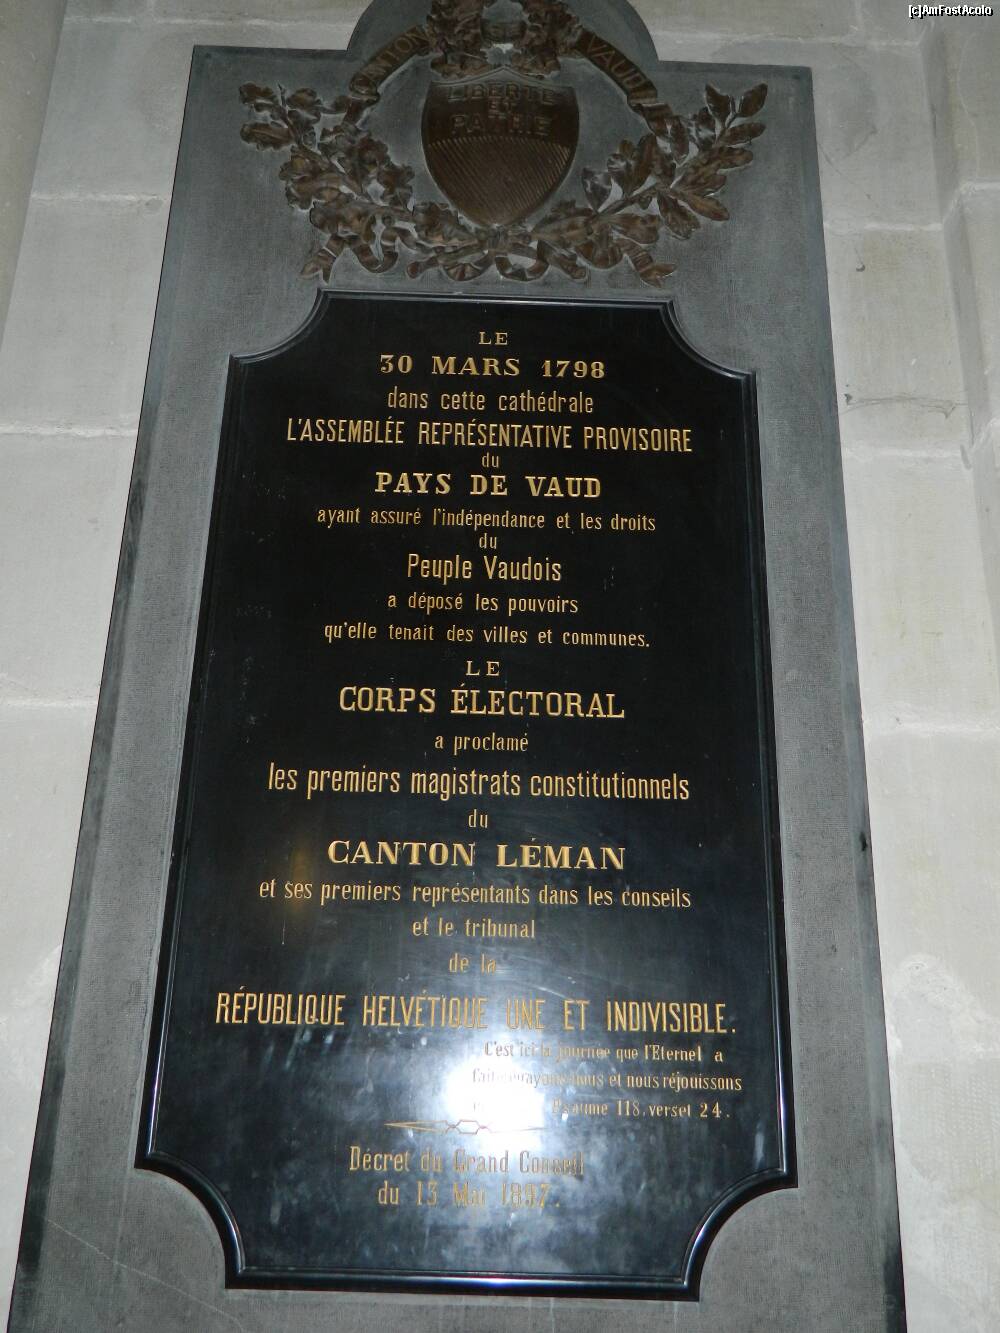 [c]AmFostAcolo
CANTON VAUD
LIBERTE
ET
PATRIE
LE
30 MARS 1798
dans cette cathédrale
L'ASSEMBLÉE REPRÉSENTATIVE PROVISOIRE
du
PAYS DE VAUD
ayant assuré l'indépendance et les droits
du
Peuple Vaudois
a déposé les pouvoirs
qu'elle tenait des villes et communes.
LE
CORPS ÉLECTORAL
a proclamé
les premiers magistrats constitutionnels
du
CANTON LÉMAN
et ses premiers représentants dans les conseils
et le tribunal
de la
RÉPUBLIQUE HELVÉTIQUE UNE ET INDIVISIBLE.
C'est ici la journée que l'Eternel a
faite; égayons-nous et nous réjouissons
Psaume 118, verset 24.
Décret du Grand Conseil
du 13 Mai 1897.